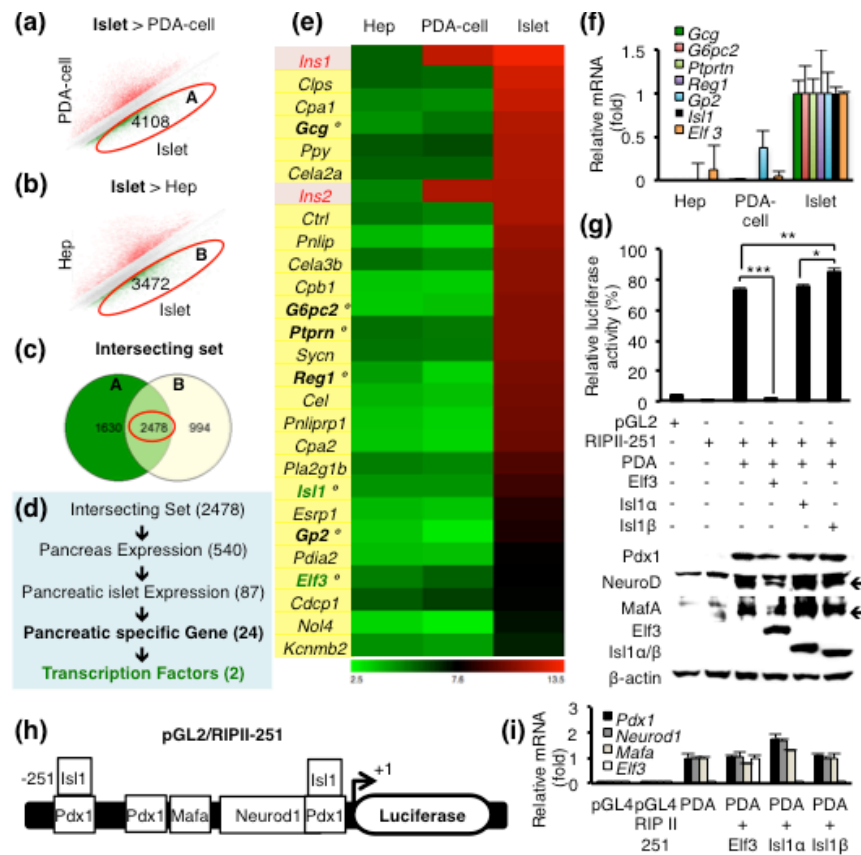 (a)
Islet > PDA-cell
PDA-cell
A
4108
Islet
(b)
Islet > Hep
Hep
B
3472
Islet
(c)
Intersecting set
A
B
1630
2478
994
(d)
Intersecting Set (2478)
Pancreas Expression (540)
Pancreatic islet Expression (87)
Pancreatic specific Gene (24)
Transcription Factors (2)
(e)
Hep PDA-cell Islet
Ins1
Clps
Cpa1
Gcg °
Ppy
Cela2a
Ins2
Ctrl
Pnlip
Cela3b
Cpb1
G6pc2 °
Ptprn °
Sycn
Reg1 °
Cel
Pnliprp1
Cpa2
Pla2g1b
Isl1 °
Esrp1
Gp2 °
Pdia2
Elf3 °
Cdcp1
Nol4
Kcnmb2
2.5 7.6 13.5
(f)
Relative mRNA
(fold)
1.5
1
0.5
0
Gcg
G6pc2
Ptprtn
Reg1
Gp2
Isl1
Elf 3
Hep PDA-cell Islet
(g)
Relative luciferase
activity (%)
100
80
60
40
20
0
**
***
*
pGL2 + - - - - -
RIPII-251 - + + + + +
PDA - - + + + +
Elf3 - - - + - -
Isl1α - - - - + -
Isl1β - - - - - +
Pdx1
NeuroD
MafA
Elf3
Isl1α/β
β-actin
(h)
pGL2/RIPII-251
-251
Isl1
Isl1
+1
Pdx1
Pdx1
Mafa
Neurod1
Pdx1
Luciferase
(i)
Relative mRNA
(fold)
3
2
1
0
Pdx1
Neurod1
Mafa
Elf3
pGL4
pGL4 RIP II 251
PDA
PDA + Elf3
PDA + Isl1α
PDA + Isl1β